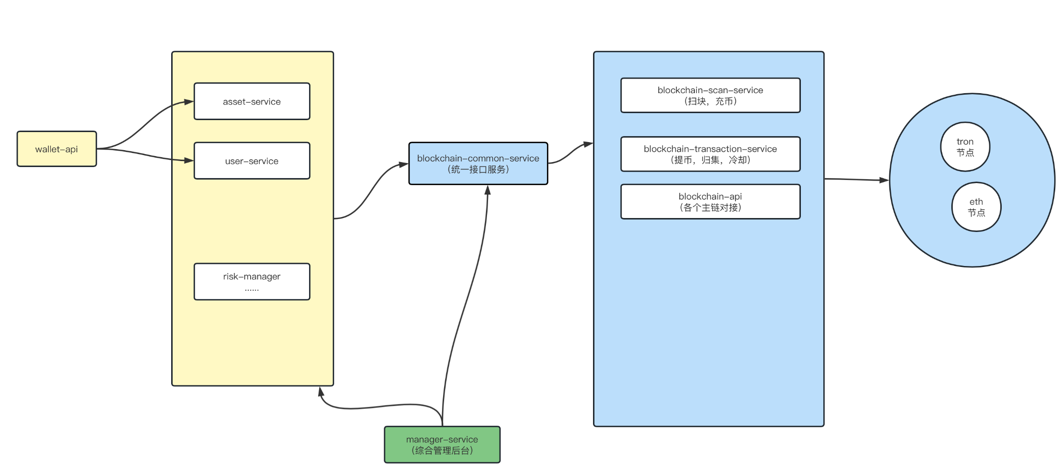 wallet-api
asset-service
user-service
risk-manager
......
blockchain-common-service
（统一接口服务）
manager-service
（综合管理后台）
blockchain-scan-service
（扫块，充币）
blockchain-transaction-service
（提币，归集，冷却）
blockchain-api
（各个主链对接）
tron
节点
eth
节点